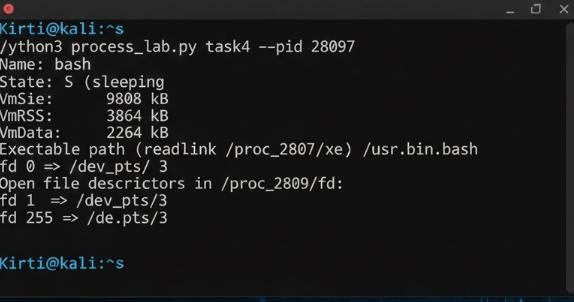 Kirti@kali:~s
/ython3 process_lab.py task4 --pid 28097
Name: bash
State: S (sleeping
VmSie: 9808 kB
VmRSS: 3864 kB
VmData: 2264 kB
Exectable path (readlink /proc_2807/xe) /usr.bin.bash
fd 0 => /dev_pts/ 3
Open file descrictors in /proc_2809/fd:
fd 1 => /dev_pts/3
fd 255 => /de.pts/3
Kirti@kali:~s